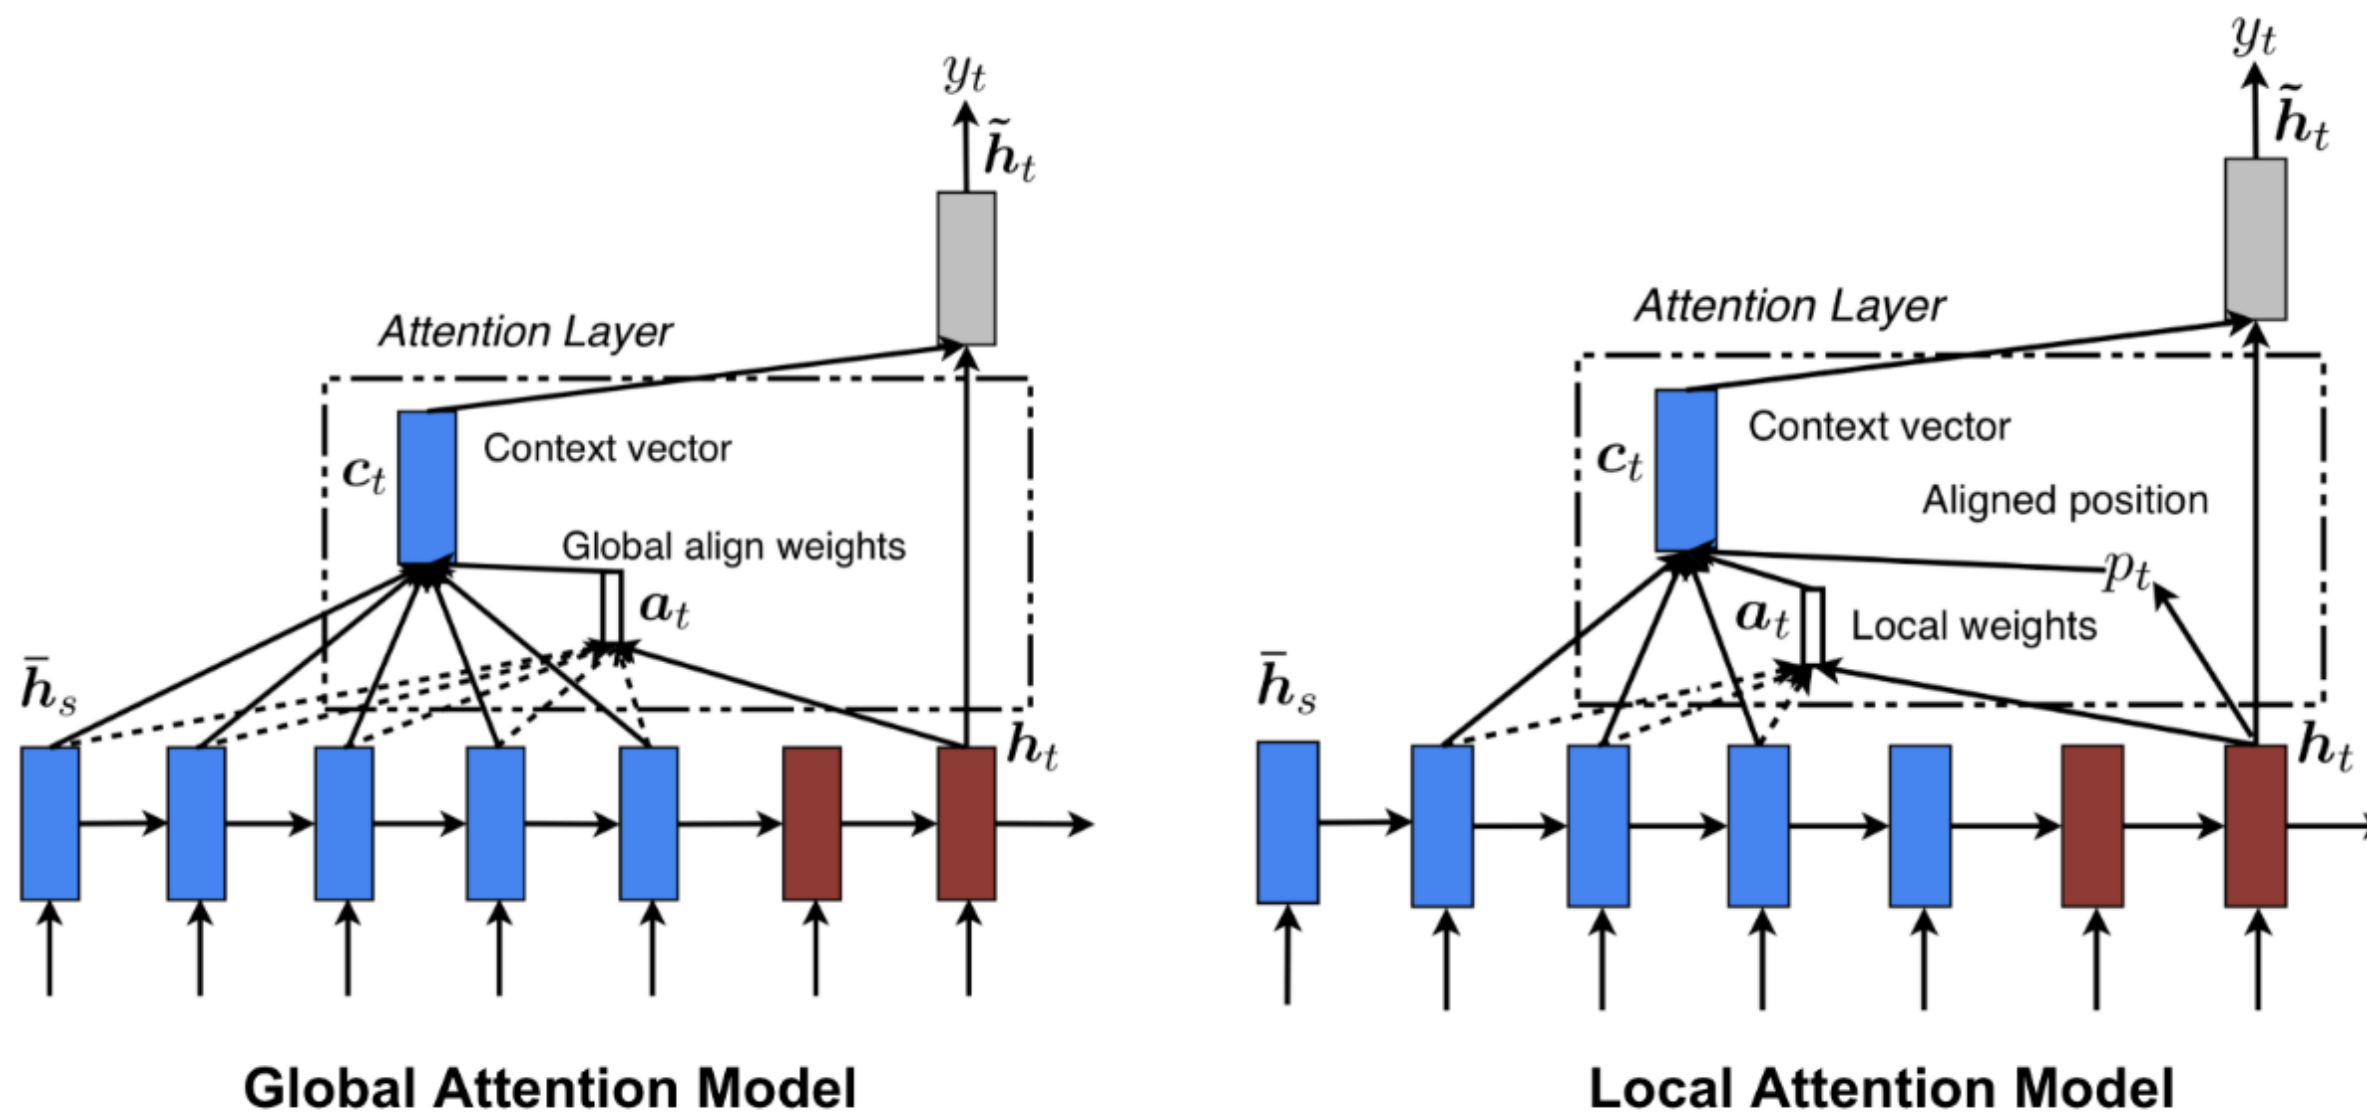 y_t
h̃_t
Attention Layer
Context vector
c_t
Global align weights
a_t
h̄_s
h_t
Global Attention Model
y_t
h̃_t
Attention Layer
Context vector
c_t
Aligned position
p_t
a_t Local weights
h̄_s
h_t
Local Attention Model